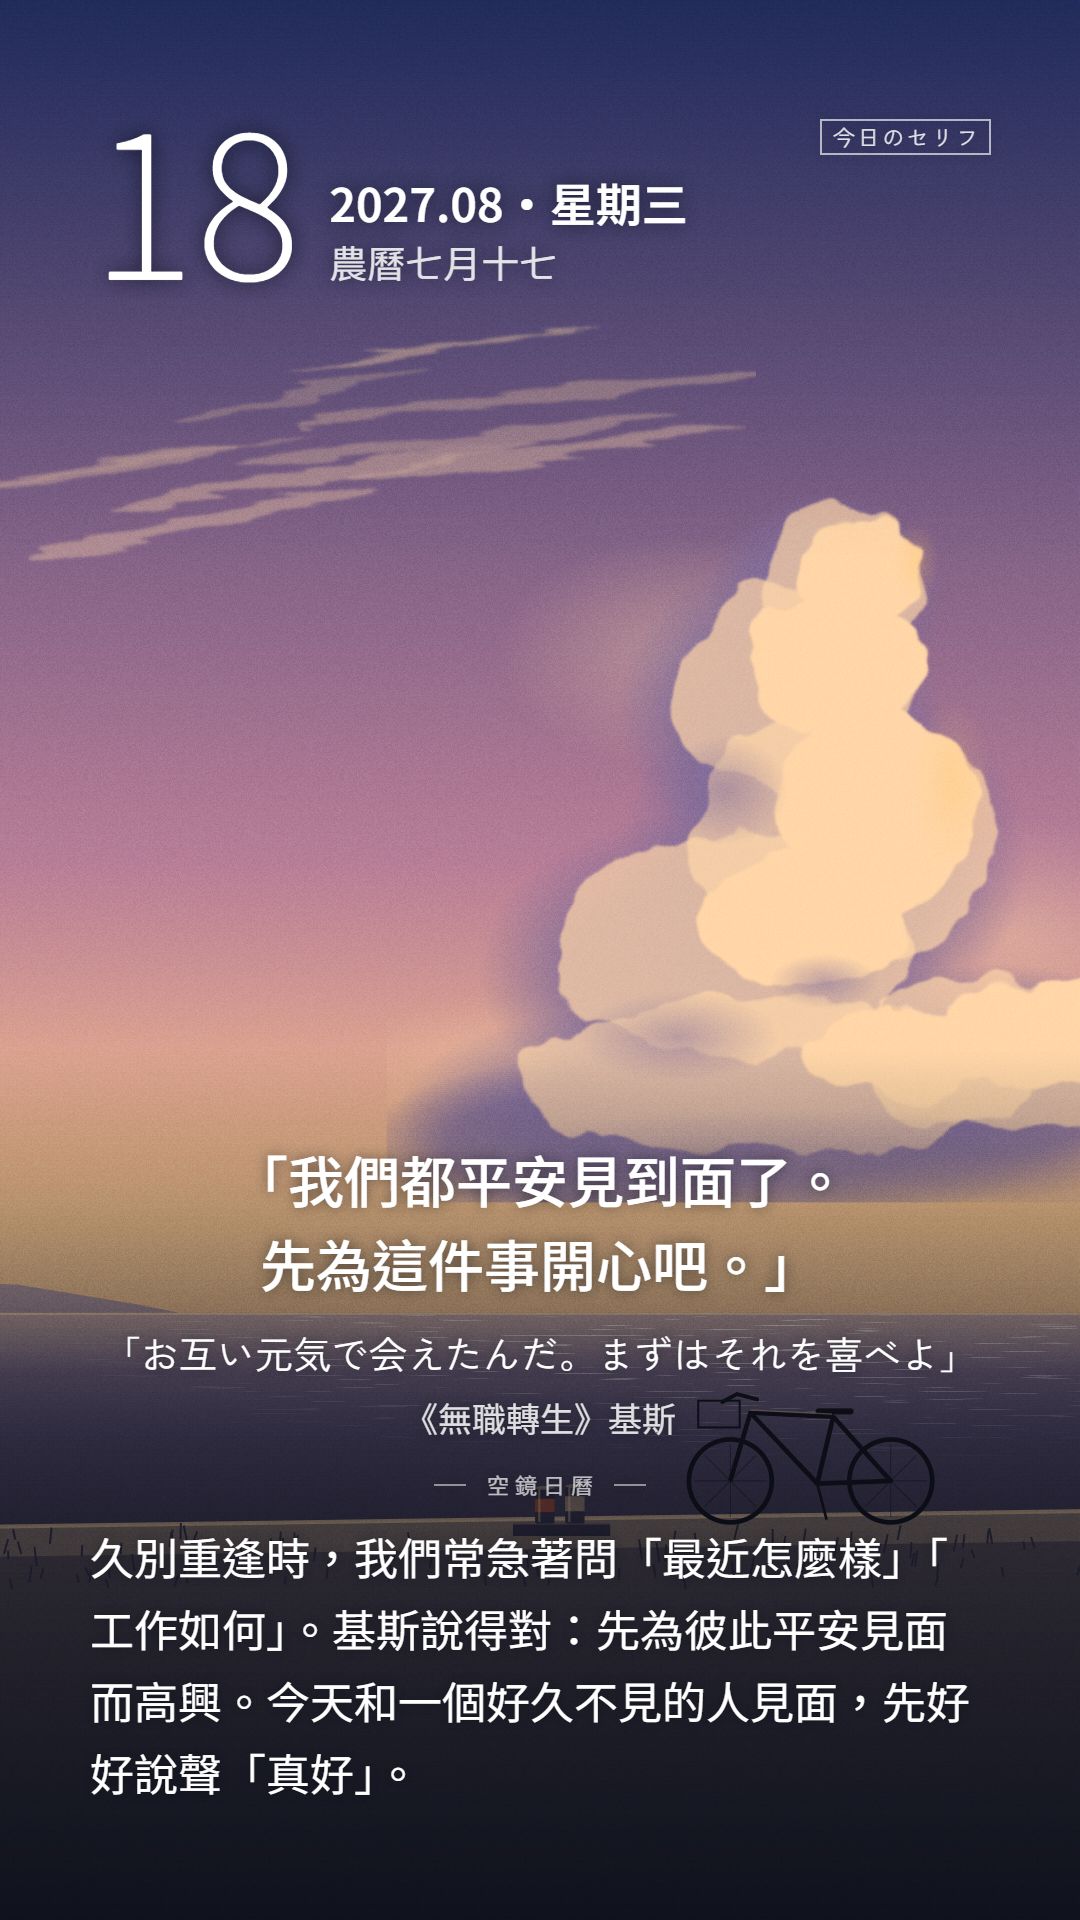 18
今日のセリフ
2027.08・星期三
農曆七月十七
「我們都平安見到面了。
先為這件事開心吧。」
「お互い元気で会えたんだ。まずはそれを喜べよ」
《無職轉生》基斯
空鏡日曆
久別重逢時，我們常急著問「最近怎麼樣」「
工作如何」。基斯說得對：先為彼此平安見面
而高興。今天和一個好久不見的人見面，先好
好說聲「真好」。